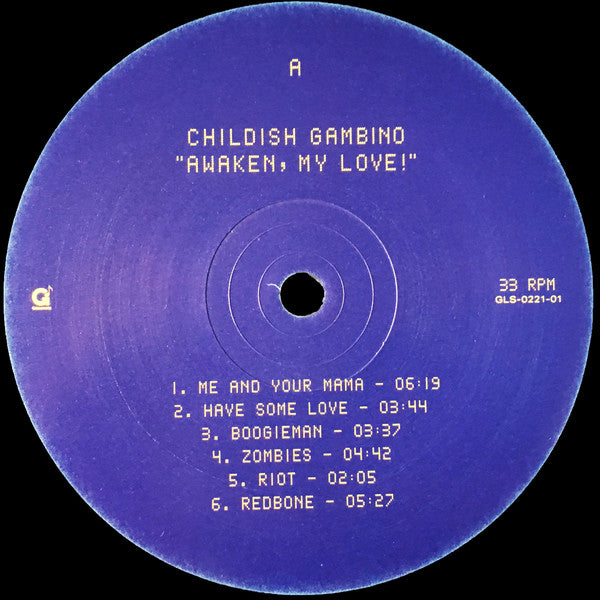 A
CHILDISH GAMBINO
"AWAKEN, MY LOVE!"
G
33 RPM
GLS-0221-01
1. ME AND YOUR MAMA - 06:19
2. HAVE SOME LOVE - 03:44
3. BOOGIEMAN - 03:37
4. ZOMBIES - 04:42
5. RIOT - 02:05
6. REDBONE - 05:27